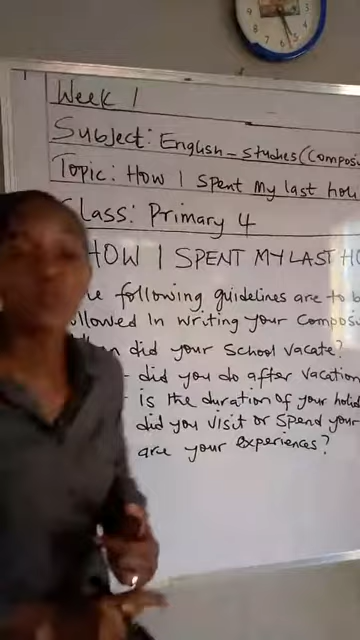 Week 1
Subject: English - studies (Compos
Topic: How I spent my last holi
Class: Primary 4
HOW I SPENT MY LAST HO
following guidelines are to b
ollowed in writing your Composi
did your School vacate?
did you do after vacation
is the duration of your holid
did you visit or spend your
are your experiences?